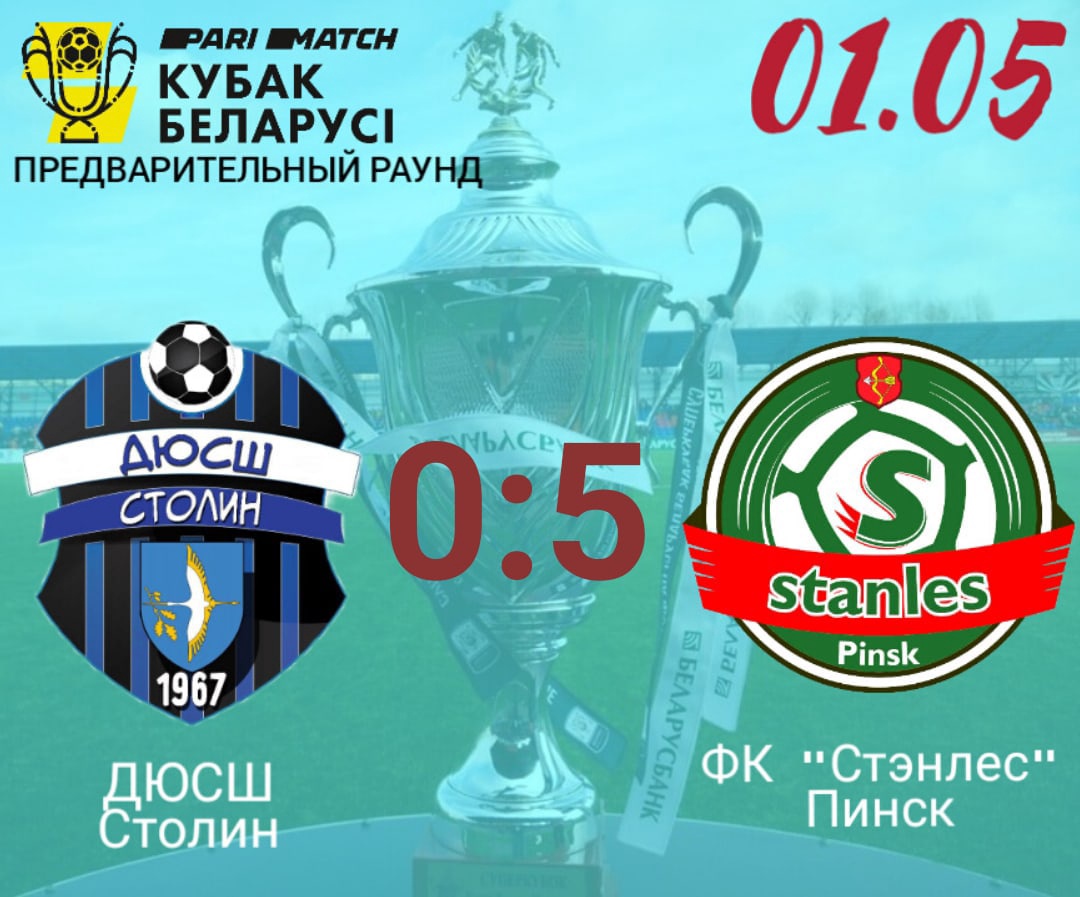 PARI MATCH
КУБАК
БЕЛАРУСІ
ПРЕДВАРИТЕЛЬНЫЙ РАУНД
01.05
ДЮСШ
СТОЛИН
1967
0:5
stanles
Pinsk
S
БЕЛАРУСБАНК
ДЮСШ
Столин
ФК "Стэнлес"
Пинск